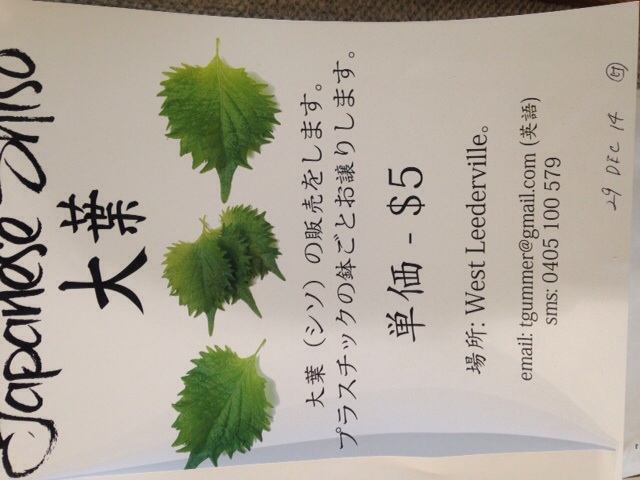 Japanese Shiso
大葉
大葉（シソ）の販売をします。
プラスチックの鉢ごとお譲りします。
単価 - $5
場所: West Leederville。
email: tgummer@gmail.com (英語)
sms: 0405 100 579
29 DEC 14